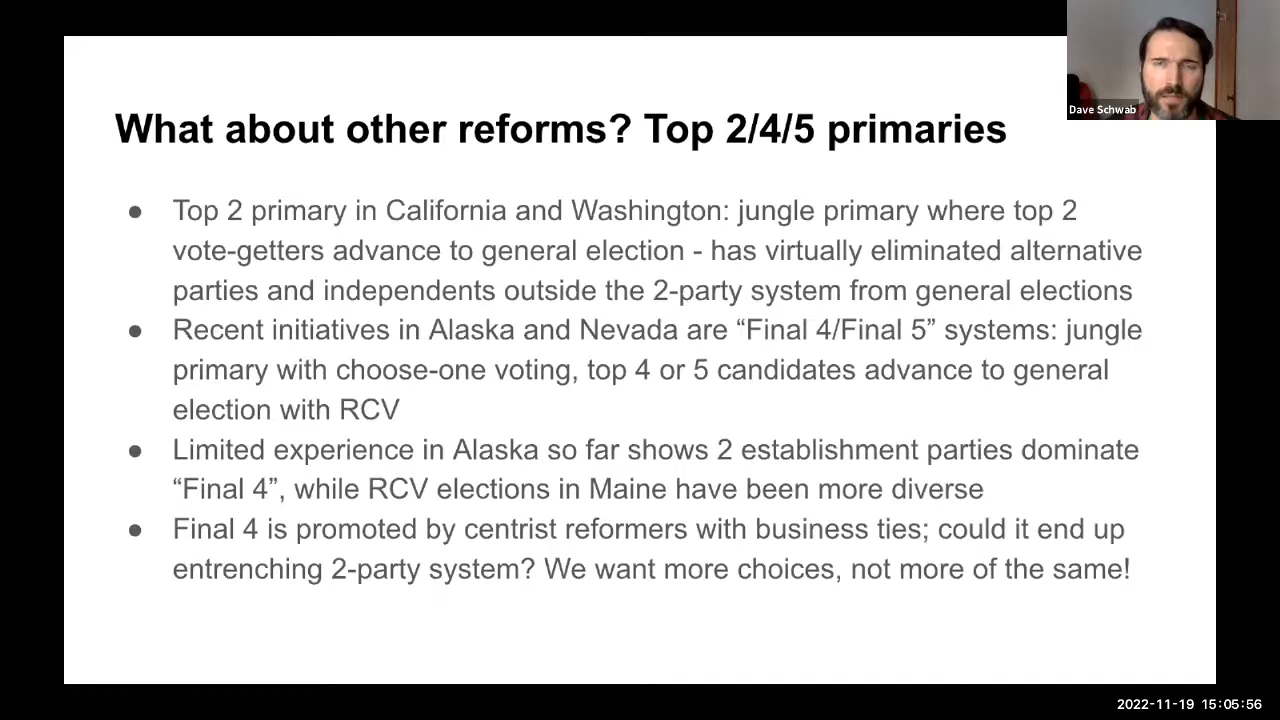 What about other reforms? Top 2/4/5 primaries
Dave Schwab
● Top 2 primary in California and Washington: jungle primary where top 2
vote-getters advance to general election - has virtually eliminated alternative
parties and independents outside the 2-party system from general elections
● Recent initiatives in Alaska and Nevada are “Final 4/Final 5” systems: jungle
primary with choose-one voting, top 4 or 5 candidates advance to general
election with RCV
● Limited experience in Alaska so far shows 2 establishment parties dominate
“Final 4”, while RCV elections in Maine have been more diverse
● Final 4 is promoted by centrist reformers with business ties; could it end up
entrenching 2-party system? We want more choices, not more of the same!
2022-11-19 15:05:56